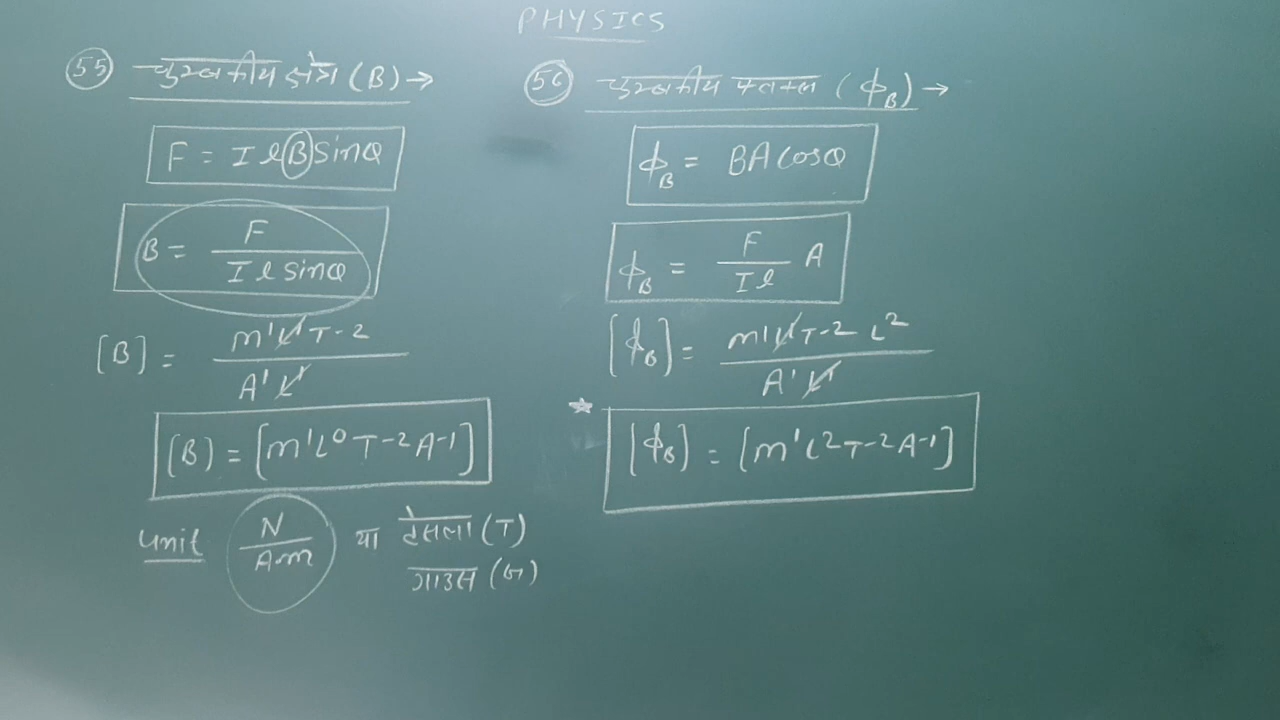 PHYSICS
55 चुम्बकीय क्षेत्र (B) →
F = I l B sinθ
B = F / I l sinθ
[B] = M¹L¹T-2 / A¹L¹
[B] = [M¹L⁰T-2A-1]
Unit N / A·m या टेसला (T)
गाउस (G)
56 चुम्बकीय फ्लक्स (ϕB) →
ϕB = BA cosθ
ϕB = F / I l A
[ϕB] = M1L¹T-2 L² / A¹L¹
[ϕB] = [M¹L²T-2A-1]